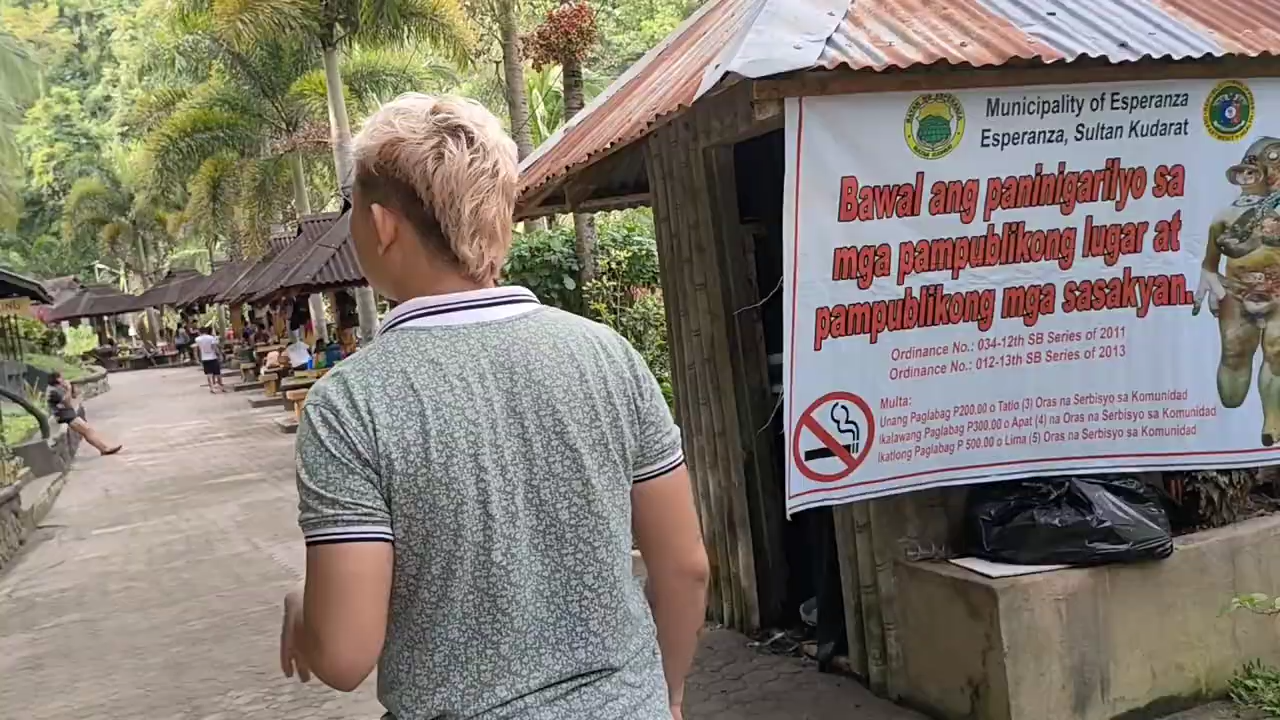 Municipality of Esperanza
Esperanza, Sultan Kudarat
Bawal ang paninigarilyo sa
mga pampublikong lugar at
pampublikong mga sasakyan.
Ordinance No.: 034-12th SB Series of 2011
Ordinance No.: 012-13th SB Series of 2013
Multa:
Unang Paglabag P200.00 o Tatlo (3) Oras na Serbisyo sa Komunidad
Ikalawang Paglabag P300.00 o Apat (4) na Oras na Serbisyo sa Komunidad
Ikatlong Paglabag P 500.00 o Lima (5) Oras na Serbisyo sa Komunidad